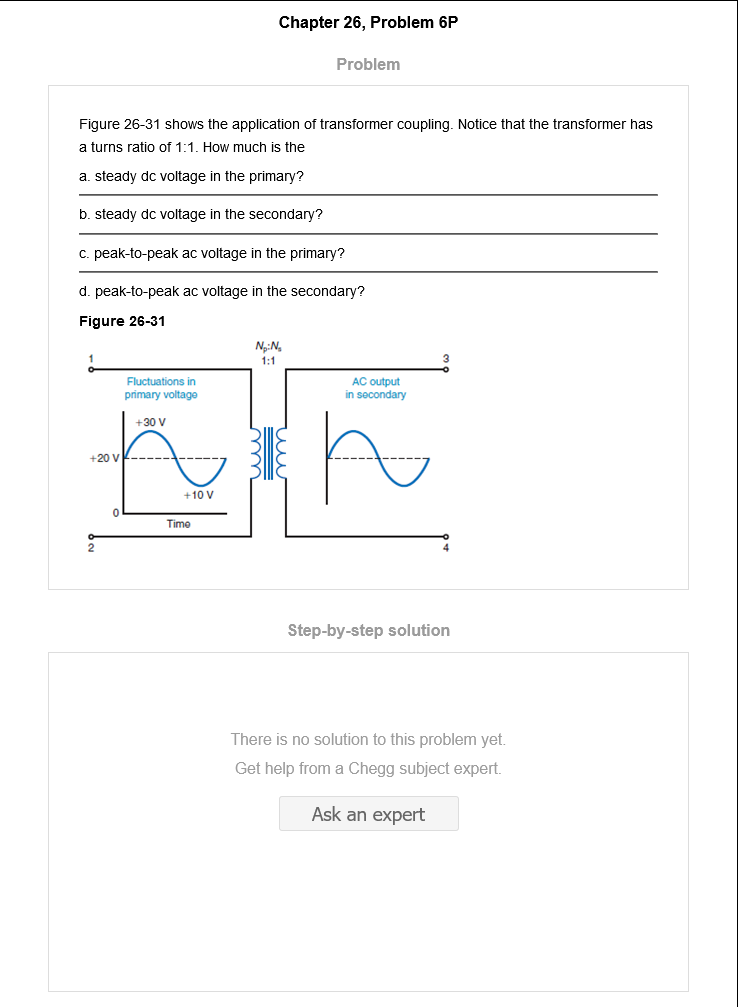 Chapter 26, Problem 6P
Problem
Figure 26-31 shows the application of transformer coupling. Notice that the transformer has
a turns ratio of 1:1. How much is the
a. steady dc voltage in the primary?
b. steady dc voltage in the secondary?
c. peak-to-peak ac voltage in the primary?
d. peak-to-peak ac voltage in the secondary?
Figure 26-31
Np:Ns
1:1
1
3
Fluctuations in
primary voltage
AC output
in secondary
+30 V
+20 V
+10 V
0
Time
2
4
Step-by-step solution
There is no solution to this problem yet.
Get help from a Chegg subject expert.
Ask an expert